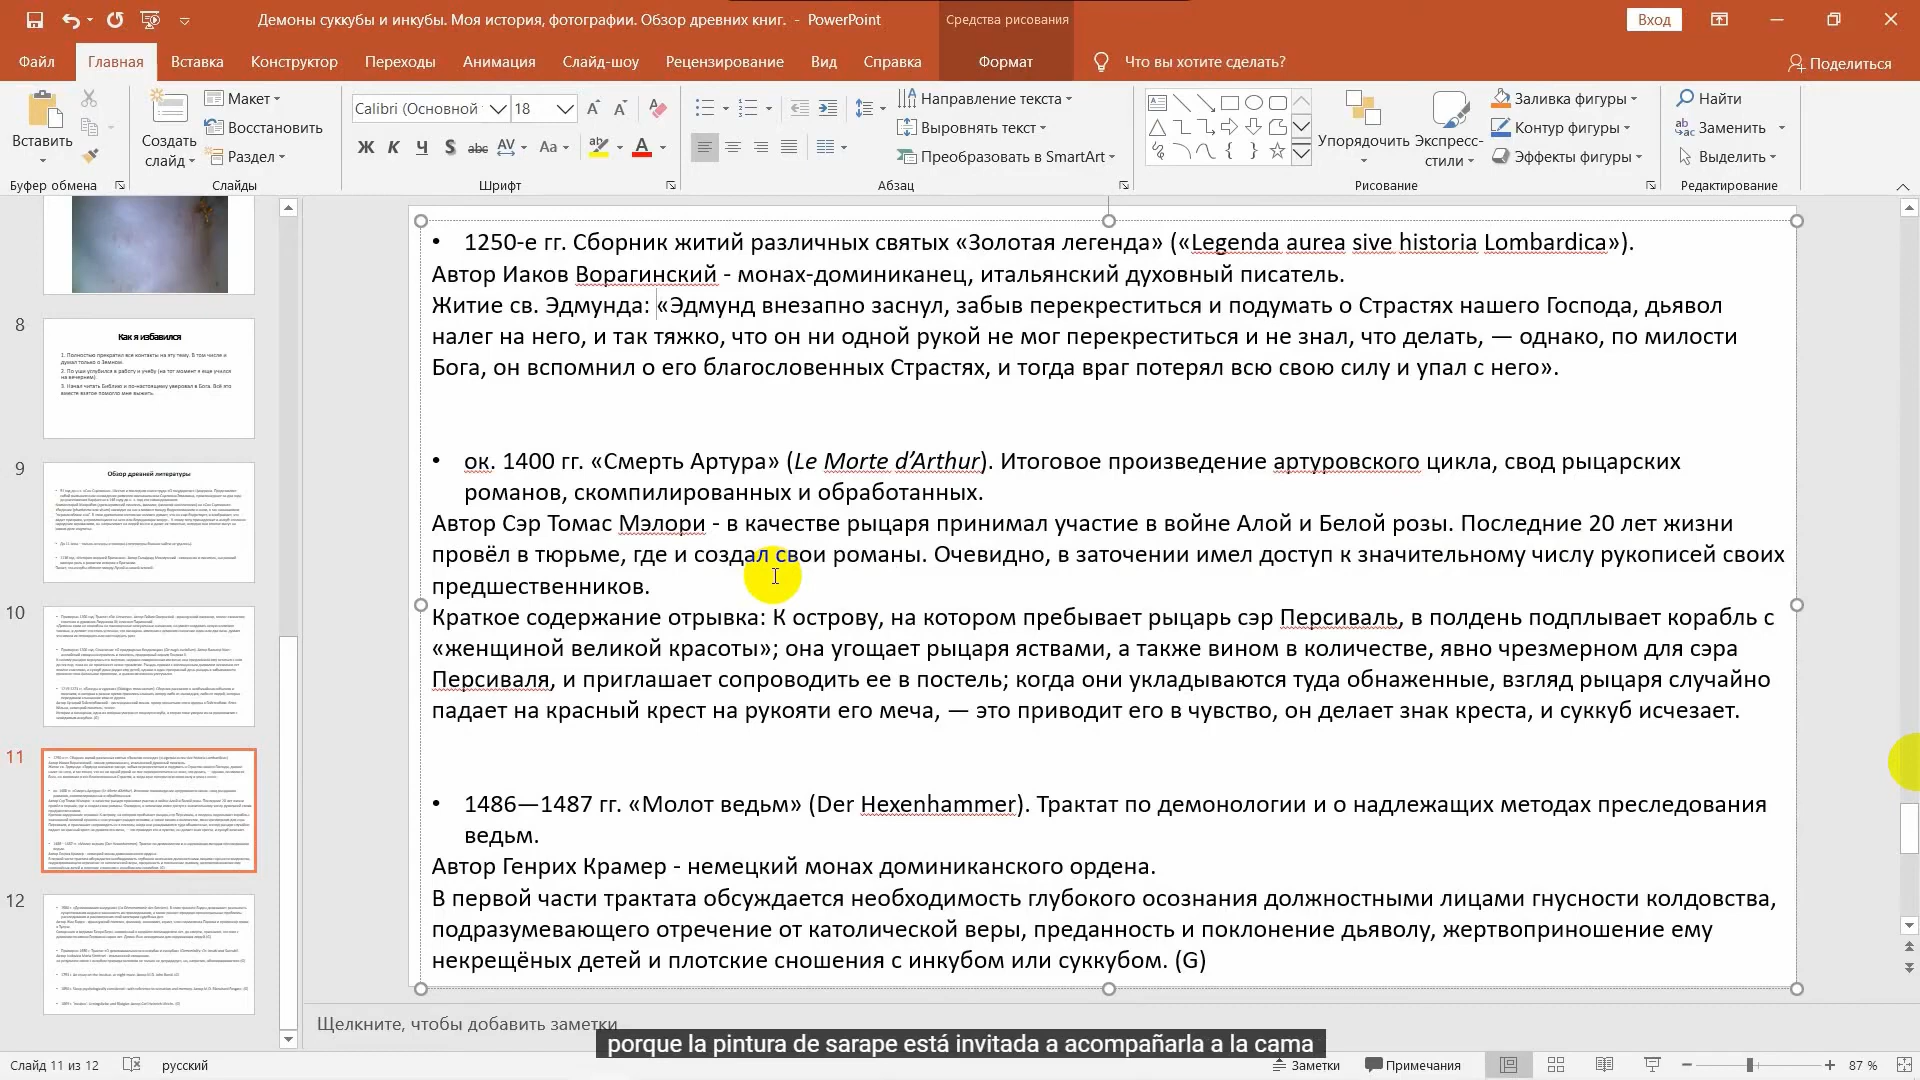 Демоны суккубы и инкубы. Моя история, фотографии. Обзор древних книг. - PowerPoint
Средства рисования
Вход
Файл Главная Вставка Конструктор Переходы Анимация Слайд-шоу Рецензирование Вид Справка Формат Что вы хотите сделать? Поделиться
Вставить
Буфер обмена
Создать слайд
Макет
Восстановить
Раздел
Слайды
Calibri (Основной 18
Ж К Ч S abc AV Aa
Шрифт
Направление текста
Выровнять текст
Преобразовать в SmartArt
Абзац
Упорядочить
Экспресс-стили
Заливка фигуры
Контур фигуры
Эффекты фигуры
Рисование
Найти
Заменить
Выделить
Редактирование
8
Как я избавился
9
Обзор древней литературы
10
11
12
• 1250-е гг. Сборник житий различных святых «Золотая легенда» («Legenda aurea sive historia Lombardica»).
Автор Иаков Ворагинский - монах-доминиканец, итальянский духовный писатель.
Житие св. Эдмунда: «Эдмунд внезапно заснул, забыв перекреститься и подумать о Страстях нашего Господа, дьявол
налег на него, и так тяжко, что он ни одной рукой не мог перекреститься и не знал, что делать, — однако, по милости
Бога, он вспомнил о его благословенных Страстях, и тогда враг потерял всю свою силу и упал с него».
• ок. 1400 гг. «Смерть Артура» (Le Morte d’Arthur). Итоговое произведение артуровского цикла, свод рыцарских
романов, скомпилированных и обработанных.
Автор Сэр Томас Мэлори - в качестве рыцаря принимал участие в войне Алой и Белой розы. Последние 20 лет жизни
провёл в тюрьме, где и создал свои романы. Очевидно, в заточении имел доступ к значительному числу рукописей своих
предшественников.
Краткое содержание отрывка: К острову, на котором пребывает рыцарь сэр Персиваль, в полдень подплывает корабль с
«женщиной великой красоты»; она угощает рыцаря яствами, а также вином в количестве, явно чрезмерном для сэра
Персиваля, и приглашает сопроводить ее в постель; когда они укладываются туда обнаженные, взгляд рыцаря случайно
падает на красный крест на рукояти его меча, — это приводит его в чувство, он делает знак креста, и суккуб исчезает.
• 1486—1487 гг. «Молот ведьм» (Der Hexenhammer). Трактат по демонологии и о надлежащих методах преследования
ведьм.
Автор Генрих Крамер - немецкий монах доминиканского ордена.
В первой части трактата обсуждается необходимость глубокого осознания должностными лицами гнусности колдовства,
подразумевающего отречение от католической веры, преданность и поклонение дьяволу, жертвоприношение ему
некрещёных детей и плотские сношения с инкубом или суккубом. (G)
Щелкните, чтобы добавить заметки
porque la pintura de sarape está invitada a acompañarla a la cama
Слайд 11 из 12 русский Заметки Примечания 87 %